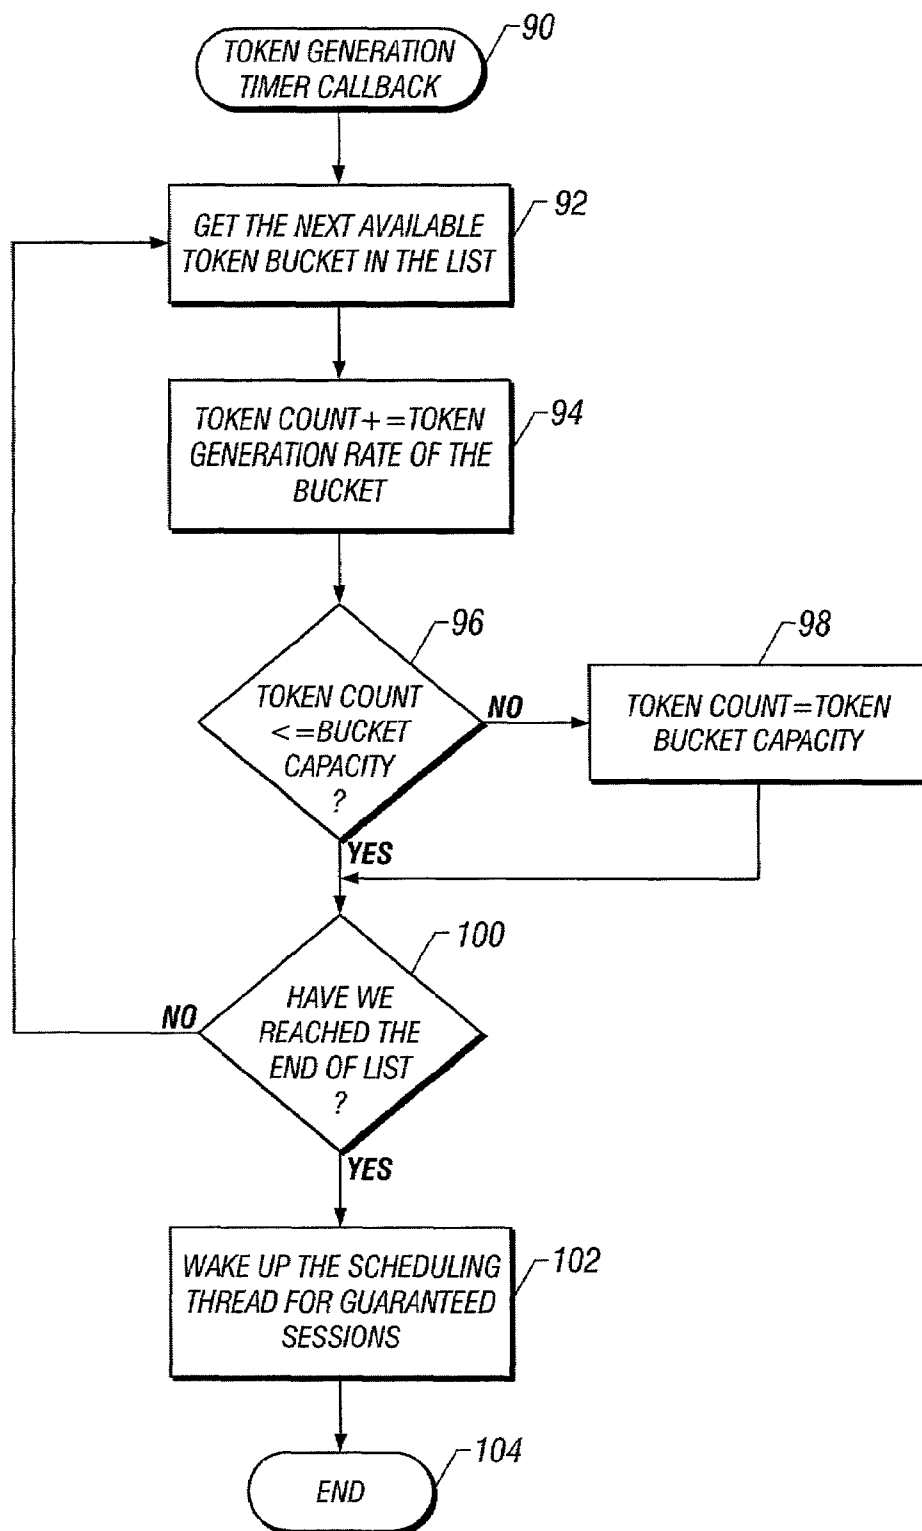 90
TOKEN GENERATION
TIMER CALLBACK
92
GET THE NEXT AVAILABLE
TOKEN BUCKET IN THE LIST
94
TOKEN COUNT+=TOKEN
GENERATION RATE OF THE
BUCKET
96
TOKEN COUNT
<=BUCKET
CAPACITY
?
NO
98
TOKEN COUNT=TOKEN
BUCKET CAPACITY
YES
100
HAVE WE
REACHED THE
END OF LIST
?
NO
YES
102
WAKE UP THE SCHEDULING
THREAD FOR GUARANTEED
SESSIONS
104
END